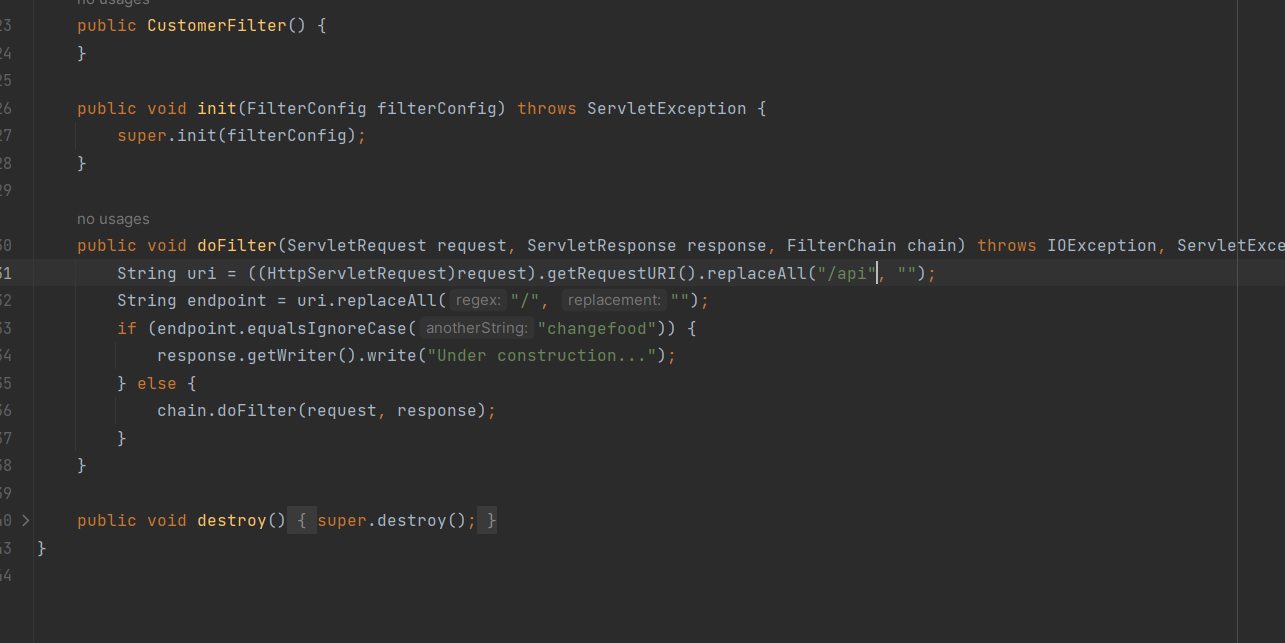 no usages
23 public CustomerFilter() {
24 }
25
26 public void init(FilterConfig filterConfig) throws ServletException {
27 super.init(filterConfig);
28 }
29
no usages
30 public void doFilter(ServletRequest request, ServletResponse response, FilterChain chain) throws IOException, ServletExce
31 String uri = ((HttpServletRequest)request).getRequestURI().replaceAll("/api", "");
32 String endpoint = uri.replaceAll( regex: "/", replacement: "");
33 if (endpoint.equalsIgnoreCase( anotherString: "changefood")) {
34 response.getWriter().write("Under construction...");
35 } else {
36 chain.doFilter(request, response);
37 }
38 }
39
40 public void destroy() { super.destroy(); }
43 }
44